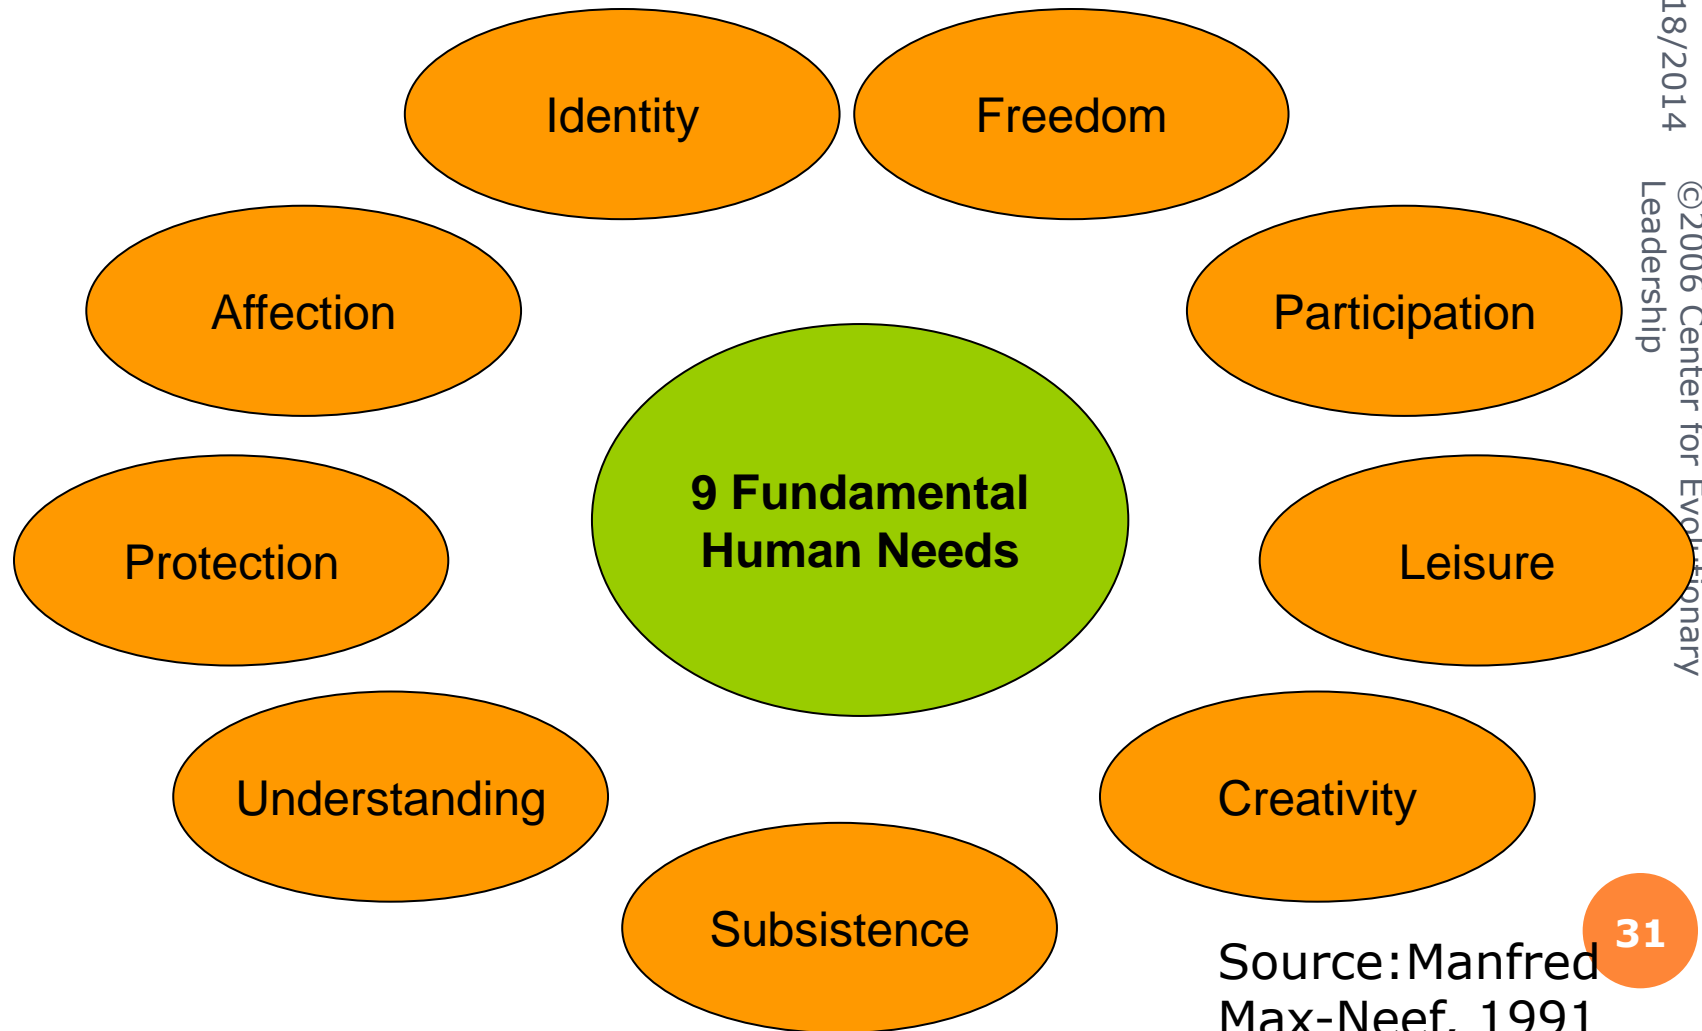 Identity
Freedom
Affection
Participation
9 Fundamental
Human Needs
Protection
Leisure
Understanding
Creativity
Subsistence
Source:Manfred
Max-Neef, 1991
31
18/2014
©2006 Center for Evolutionary
Leadership